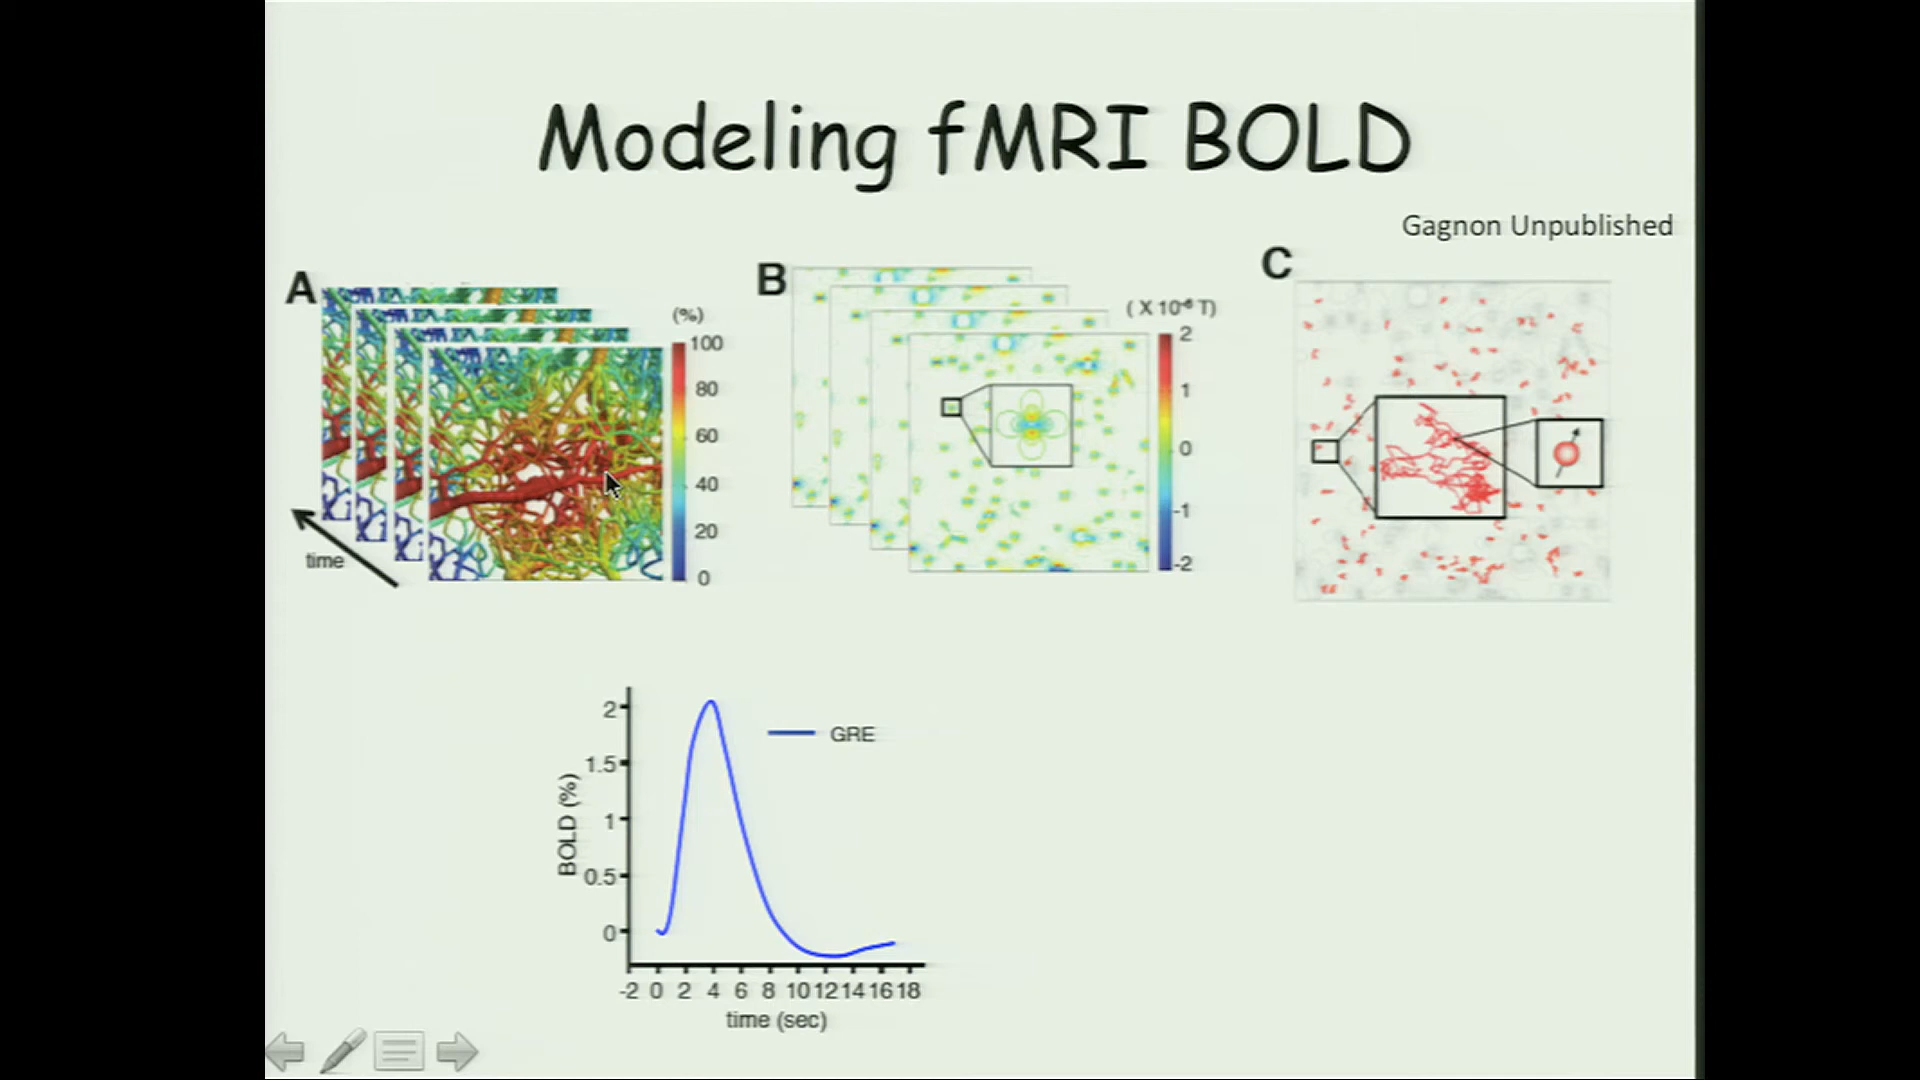 Modeling fMRI BOLD
Gagnon Unpublished
A
(%)
100
80
60
40
20
0
time
B
( X 10⁻⁶ T)
2
1
0
-1
-2
C
GRE
BOLD (%)
2
1.5
1
0.5
0
-2 0 2 4 6 8 10 12 14 16 18
time (sec)